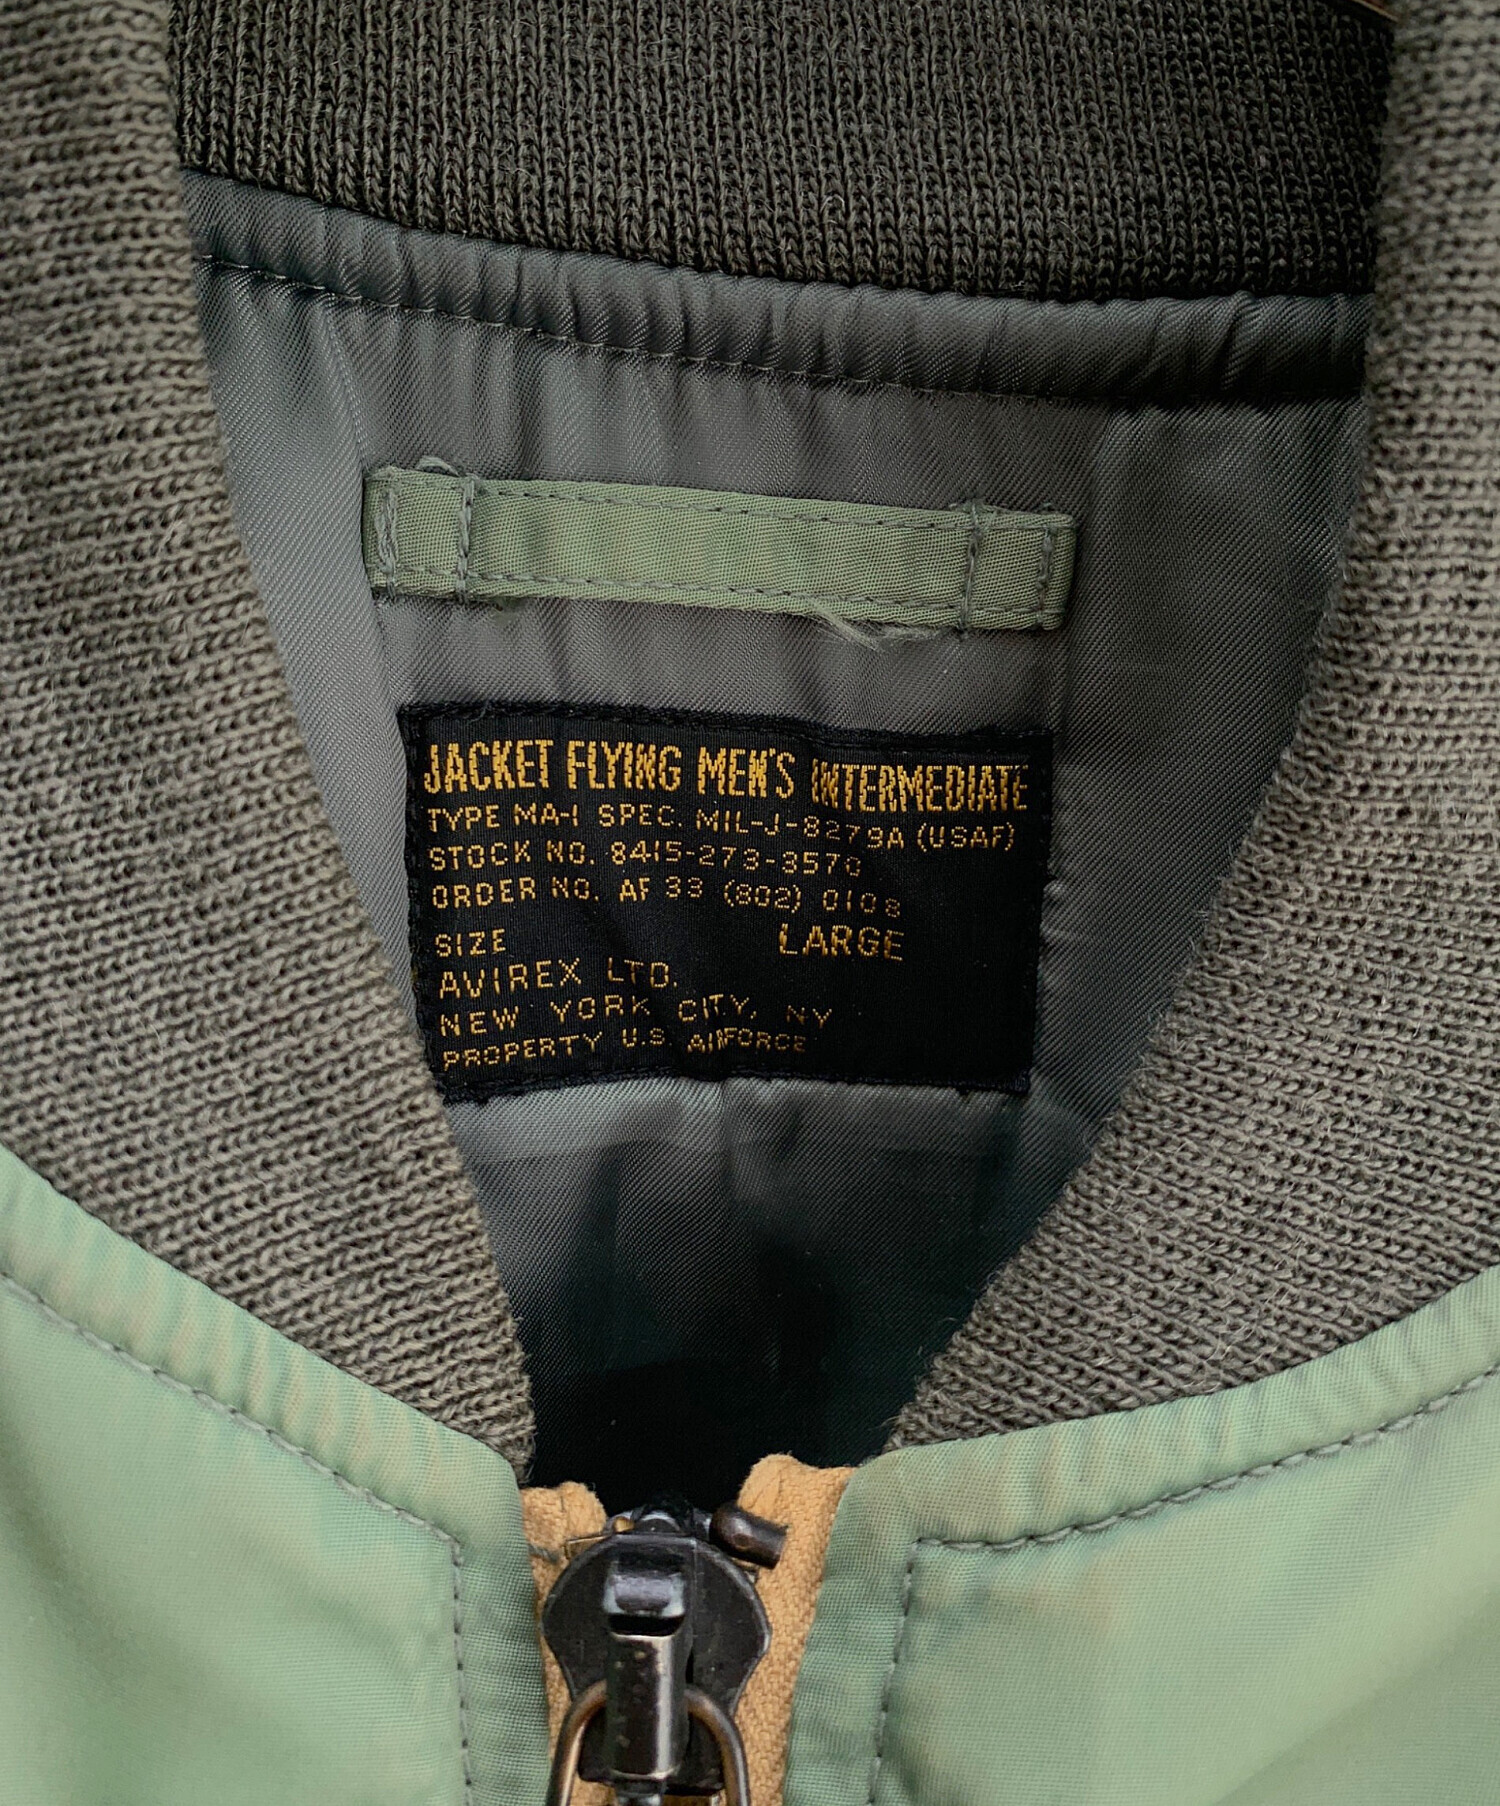 JACKET FLYING MEN'S INTERMEDIATE
TYPE MA-1 SPEC. MIL-J-8279A (USAF)
STOCK NO. 8415-273-3570
ORDER NO. AF 33 (802) 0108
SIZE LARGE
AVIREX LTD.
NEW YORK CITY, NY
PROPERTY U.S. AIRFORCE